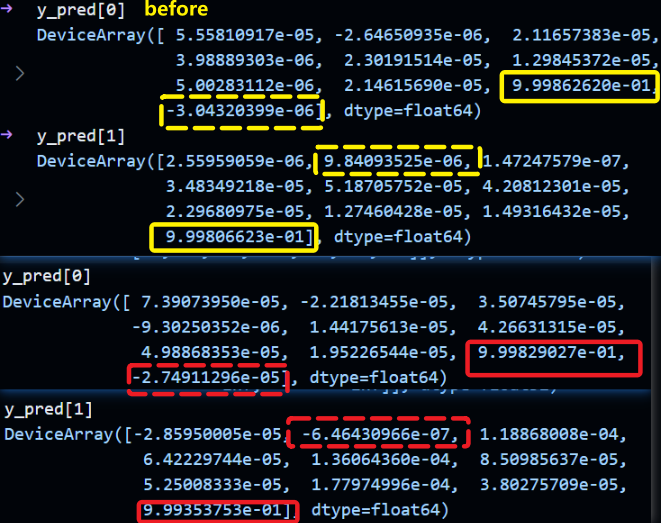 y_pred[0] before
DeviceArray([ 5.55810917e-05, -2.64650935e-06, 2.11657383e-05,
3.98889303e-06, 2.30191514e-05, 1.29845372e-05,
5.00283112e-06, 2.14615690e-05, 9.99862620e-01,
-3.04320399e-06], dtype=float64)
y_pred[1]
DeviceArray([2.55959059e-06, 9.84093525e-06, 1.47247579e-07,
3.48349218e-05, 5.18705752e-05, 4.20812301e-05,
2.29680975e-05, 1.27460428e-05, 1.49316432e-05,
9.99806623e-01], dtype=float64)
y_pred[0]
DeviceArray([ 7.39073950e-05, -2.21813455e-05, 3.50745795e-05,
-9.30250352e-06, 1.44175613e-05, 4.26631315e-05,
4.98868353e-05, 1.95226544e-05, 9.99829027e-01,
-2.74911296e-05], dtype=float64)
y_pred[1]
DeviceArray([-2.85950005e-05, -6.46430966e-07, 1.18868008e-04,
6.42229744e-05, 1.36064360e-04, 8.50985637e-05,
5.25008333e-05, 1.77974996e-04, 3.80275709e-05,
9.99353753e-01], dtype=float64)